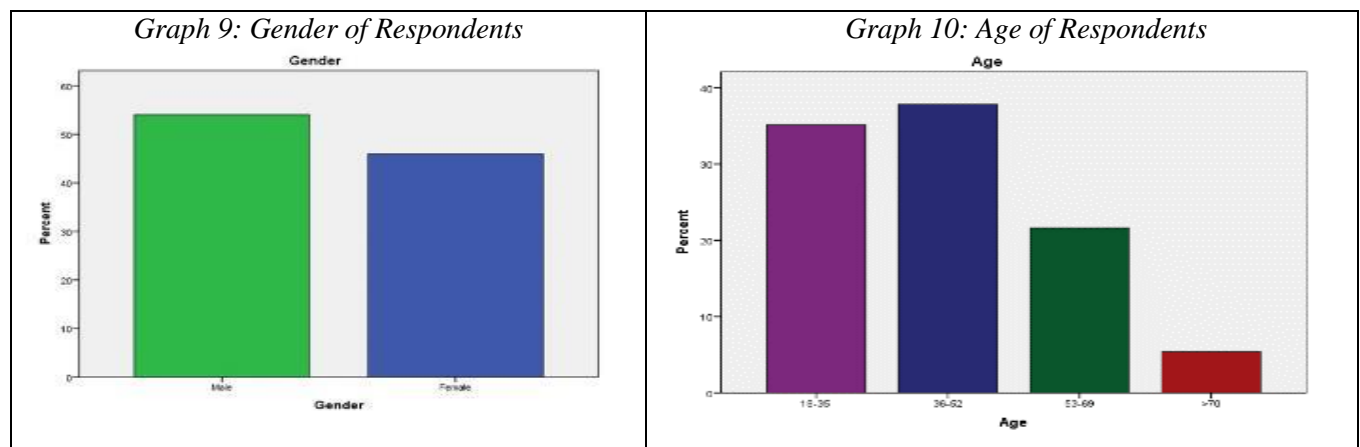 Graph 9: Gender of Respondents
Gender
60
50
40
30
20
10
0
Percent
Male
Female
Gender
Graph 10: Age of Respondents
Age
40
30
20
10
0
Percent
18-35
36-52
53-69
>70
Age